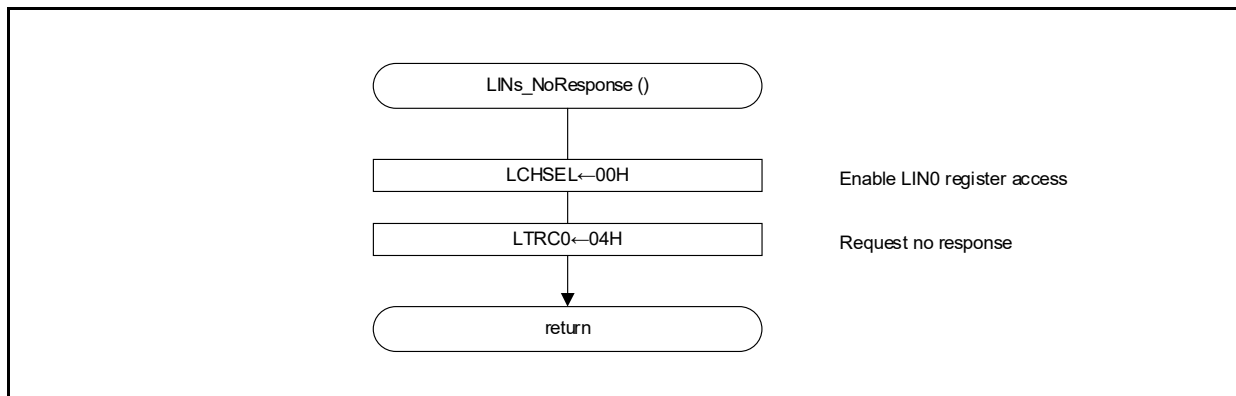 LINs_NoResponse ()
LCHSEL←00H
Enable LIN0 register access
LTRC0←04H
Request no response
return